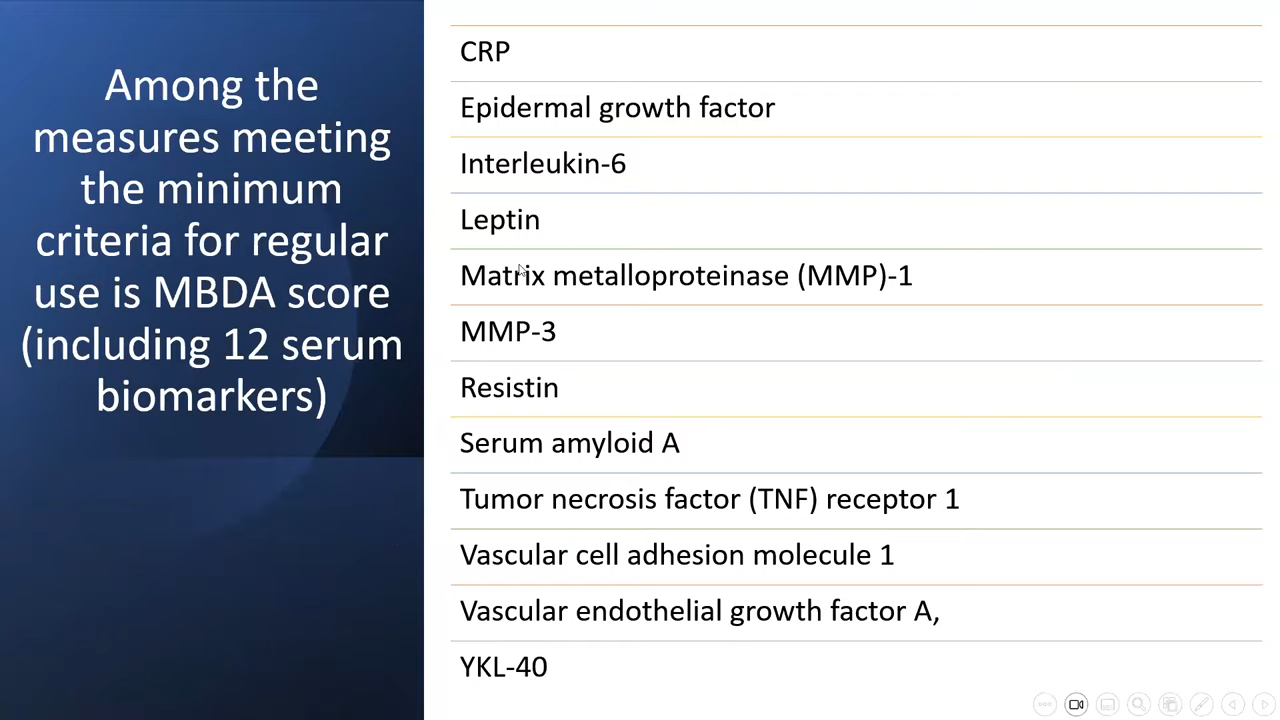 Among the
measures meeting
the minimum
criteria for regular
use is MBDA score
(including 12 serum
biomarkers)
CRP
Epidermal growth factor
Interleukin-6
Leptin
Matrix metalloproteinase (MMP)-1
MMP-3
Resistin
Serum amyloid A
Tumor necrosis factor (TNF) receptor 1
Vascular cell adhesion molecule 1
Vascular endothelial growth factor A,
YKL-40